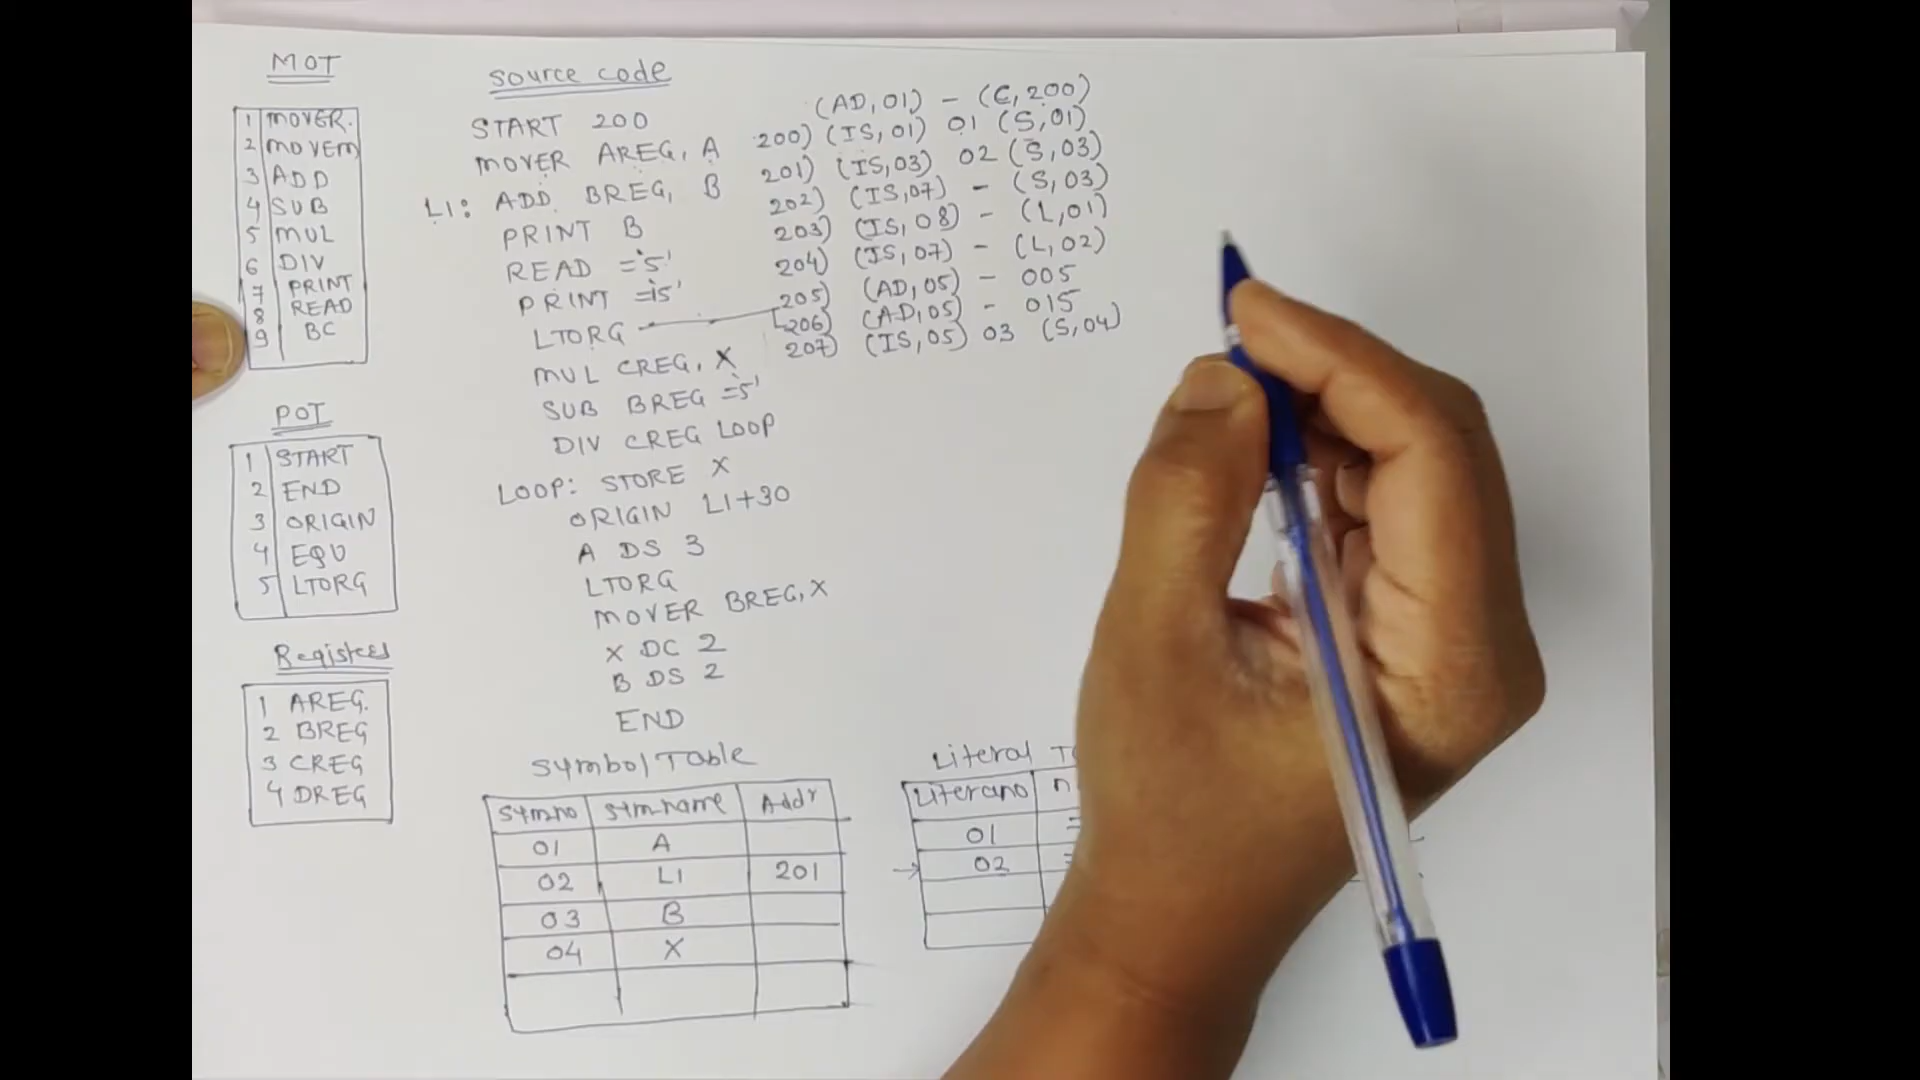 MOT
1 MOVER.
2 MOVEM
3 ADD
4 SUB
5 MUL
6 DIV
7 PRINT
8 READ
9 BC
POT
1 START
2 END
3 ORIGIN
4 EQU
5 LTORG
Registers
1 AREG.
2 BREG
3 CREG
4 DREG
source code
START 200
MOVER AREG, A
L1: ADD BREG, B
PRINT B
READ ='5'
PRINT ='15'
LTORG
MUL CREG, X
SUB BREG ='5'
DIV CREG LOOP
LOOP: STORE X
ORIGIN L1+30
A DS 3
LTORG
MOVER BREG, X
X DC 2
B DS 2
END
(AD,01) - (C,200)
200) (IS,01) 01 (S,01)
201) (IS,03) 02 (S,03)
202) (IS,07) - (S,03)
203) (IS,08) - (L,01)
204) (IS,07) - (L,02)
205) (AD,05) - 005
206) (AD,05) - 015
207) (IS,05) 03 (S,04)
Symbol Table
Symno Symname Addr
01 A
02 L1 201
03 B
04 X
Literal
Literano
01 =
02 =